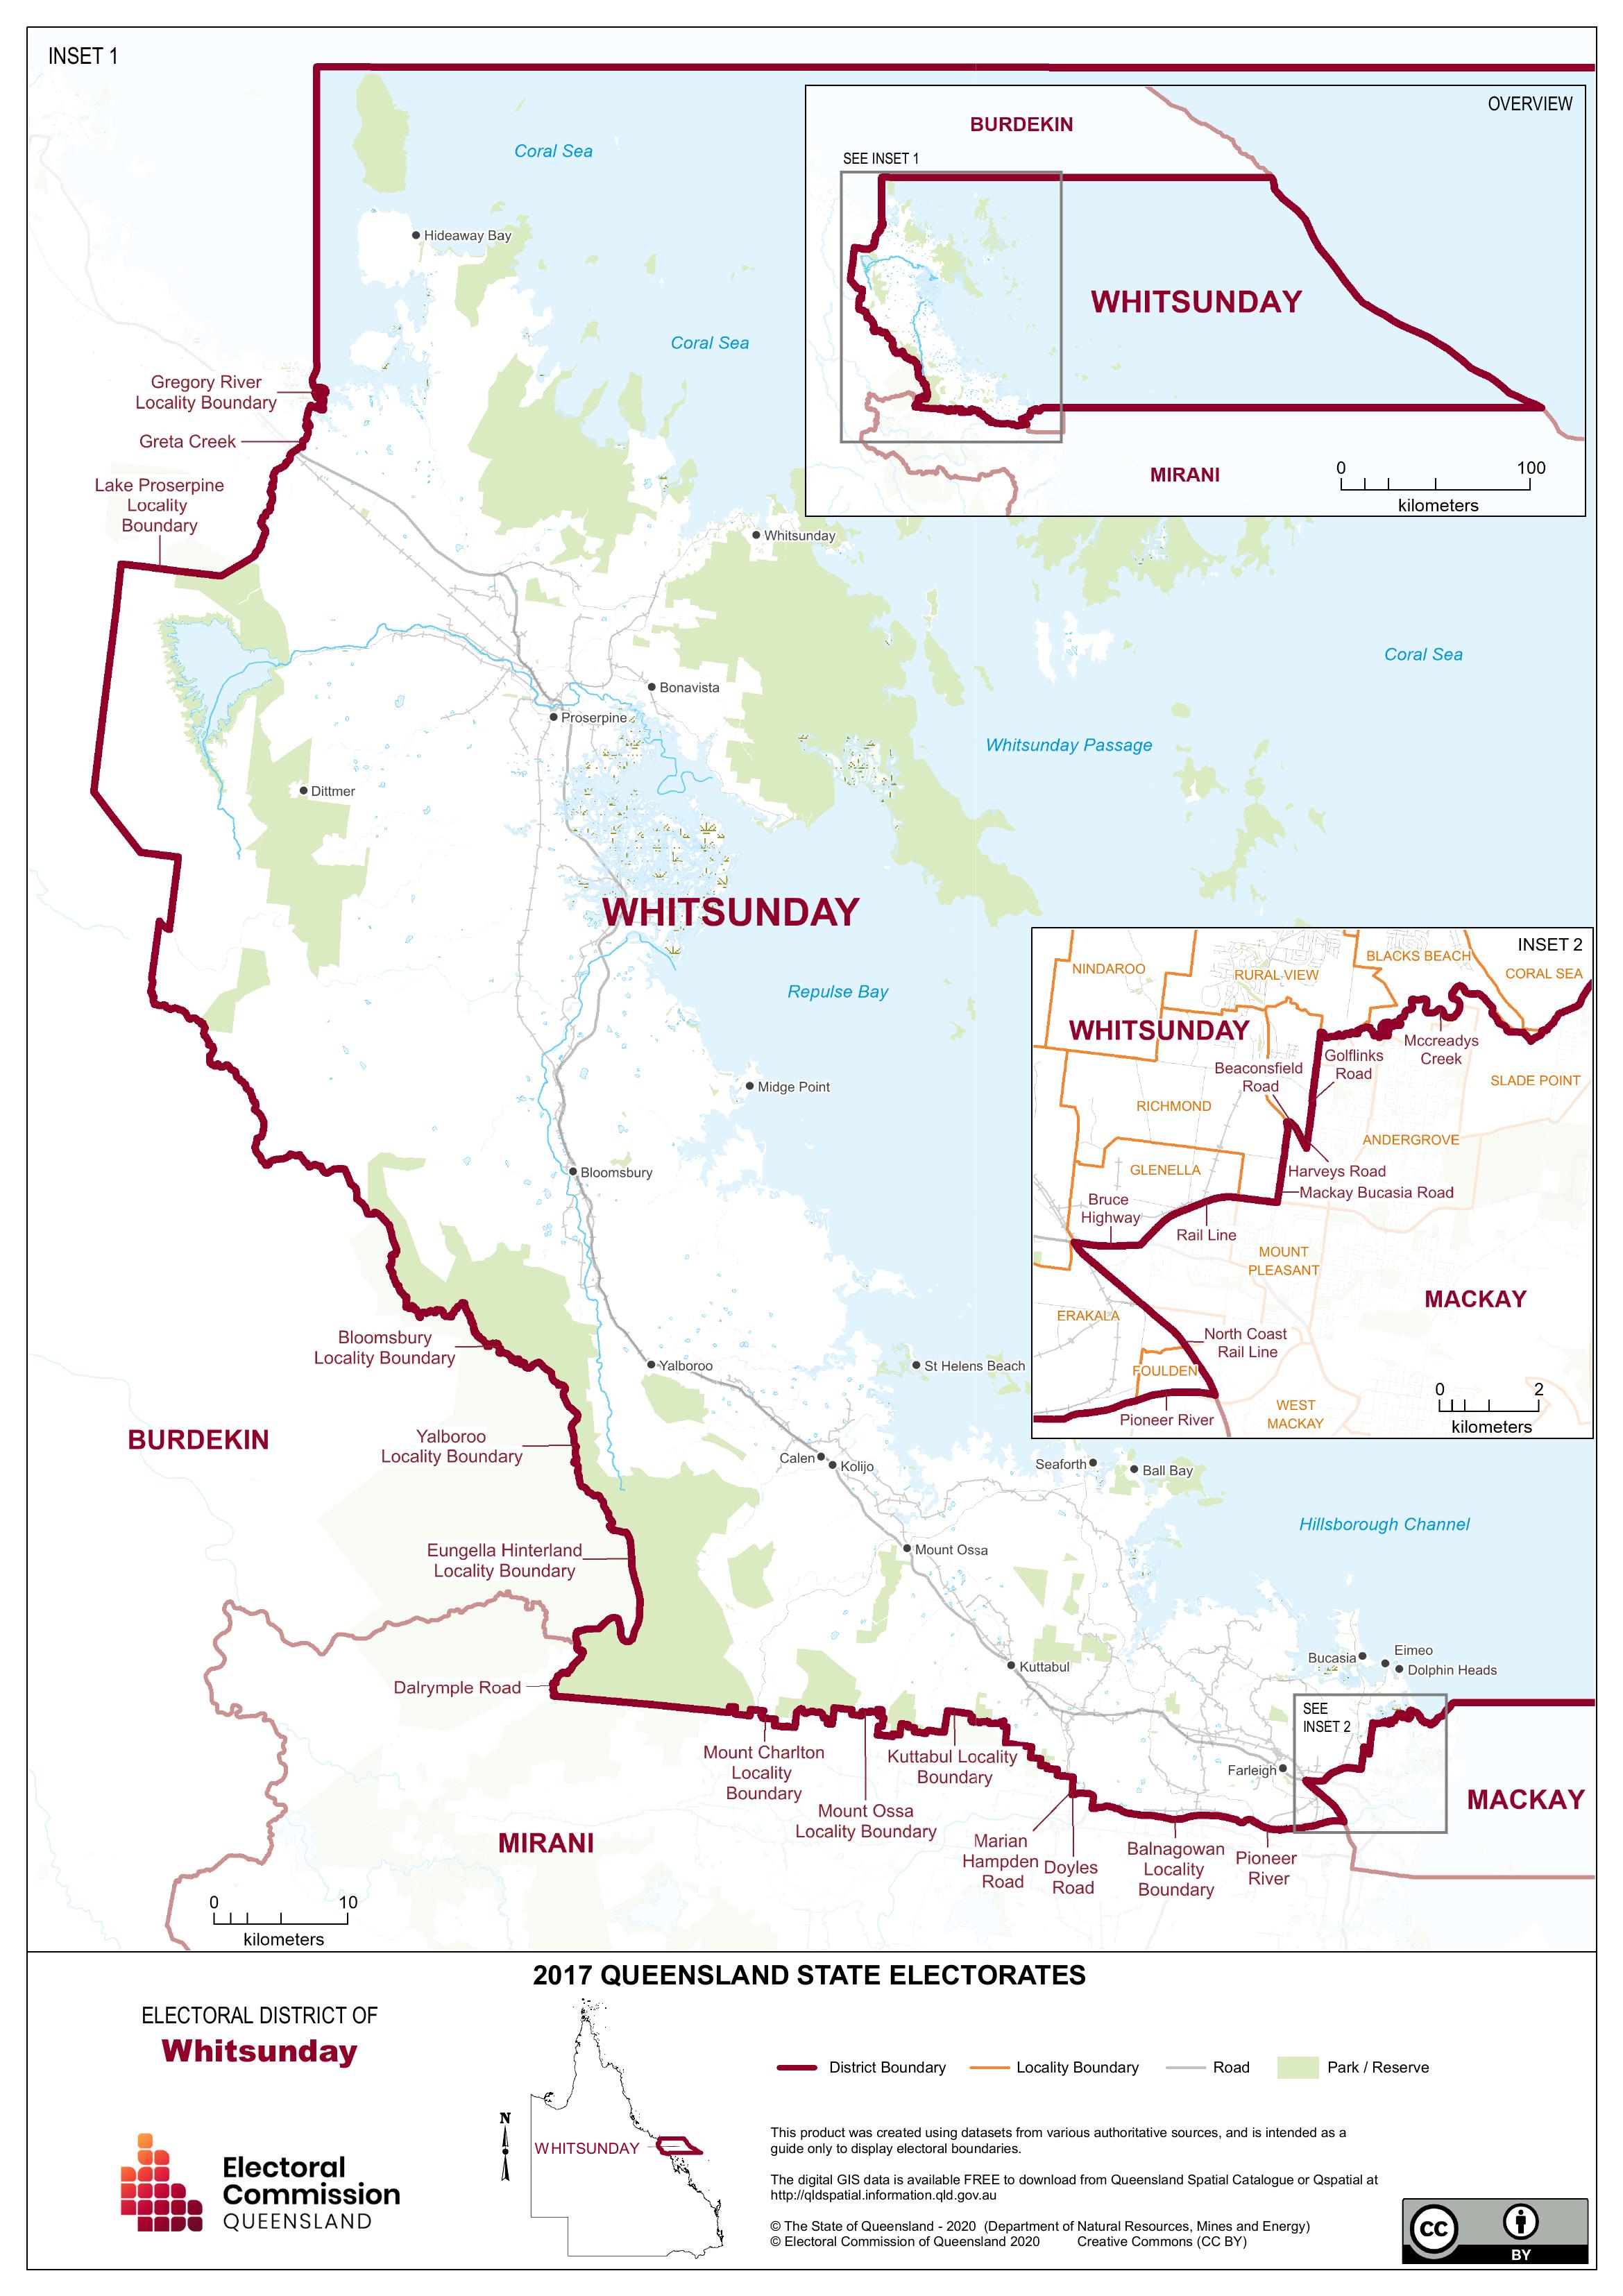 INSET 1
OVERVIEW
BURDEKIN
SEE INSET 1
WHITSUNDAY
MIRANI
0
100
kilometers
Coral Sea
Hideaway Bay
Coral Sea
Gregory River
Locality Boundary
Greta Creek
Lake Proserpine
Locality
Boundary
Whitsunday
Coral Sea
Bonavista
Proserpine
Whitsunday Passage
Dittmer
WHITSUNDAY
Repulse Bay
Midge Point
Bloomsbury
INSET 2
NINDAROO
RURAL VIEW
BLACKS BEACH
CORAL SEA
WHITSUNDAY
Mccreadys
Creek
Golflinks
Road
Beaconsfield
Road
SLADE POINT
RICHMOND
ANDERGROVE
GLENELLA
Harveys Road
Mackay Bucasia Road
Bruce
Highway
Rail Line
MOUNT
PLEASANT
MACKAY
ERAKALA
North Coast
Rail Line
FOULDEN
WEST
MACKAY
Pioneer River
0
2
kilometers
Bloomsbury
Locality Boundary
Yalboroo
St Helens Beach
BURDEKIN
Yalboroo
Locality Boundary
Calen
Kolijo
Seaforth
Ball Bay
Hillsborough Channel
Eungella Hinterland
Locality Boundary
Mount Ossa
Kuttabul
Bucasia
Eimeo
Dolphin Heads
Dalrymple Road
SEE
INSET 2
Mount Charlton
Locality
Boundary
Kuttabul Locality
Boundary
Farleigh
MACKAY
Mount Ossa
Locality Boundary
MIRANI
Marian
Hampden
Road
Doyles
Road
Balnagowan
Locality
Boundary
Pioneer
River
0
10
kilometers
2017 QUEENSLAND STATE ELECTORATES
ELECTORAL DISTRICT OF
Whitsunday
N
WHITSUNDAY
District Boundary
Locality Boundary
Road
Park / Reserve
Electoral
Commission
QUEENSLAND
This product was created using datasets from various authoritative sources, and is intended as a
guide only to display electoral boundaries.
The digital GIS data is available FREE to download from Queensland Spatial Catalogue or Qspatial at
http://qldspatial.information.qld.gov.au
© The State of Queensland - 2020 (Department of Natural Resources, Mines and Energy)
© Electoral Commission of Queensland 2020 Creative Commons (CC BY)
CC
BY